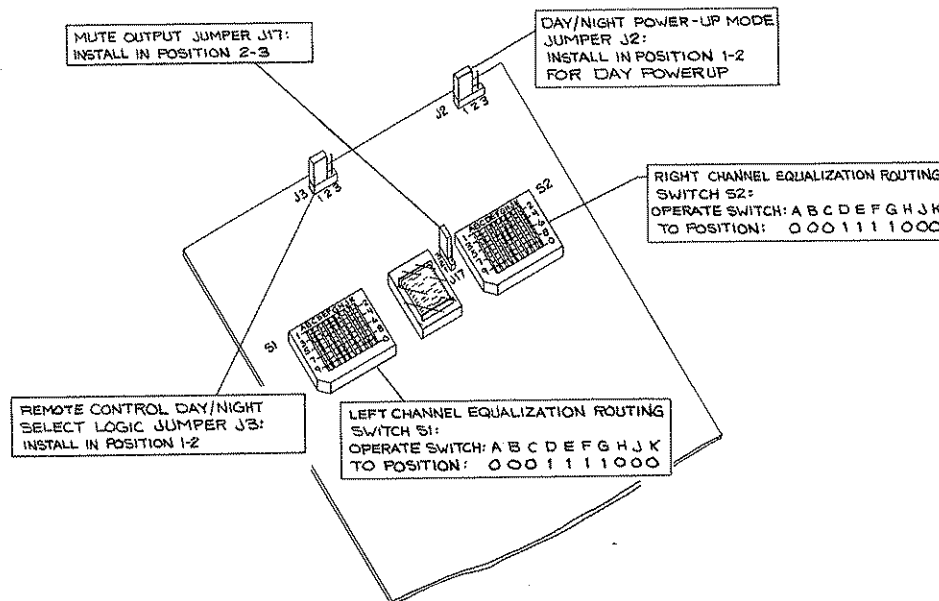 MUTE OUTPUT JUMPER J17:
INSTALL IN POSITION 2-3
DAY/NIGHT POWER-UP MODE
JUMPER J2:
INSTALL IN POSITION 1-2
FOR DAY POWERUP
J2
1 2 3
J3
1 2 3
S2
RIGHT CHANNEL EQUALIZATION ROUTING
SWITCH S2:
OPERATE SWITCH: A B C D E F G H J K
TO POSITION: 0 0 0 1 1 1 1 0 0 0
ABCDEFGHJK
J17
ABCDEFGHJK
S1
REMOTE CONTROL DAY/NIGHT
SELECT LOGIC JUMPER J3:
INSTALL IN POSITION 1-2
LEFT CHANNEL EQUALIZATION ROUTING
SWITCH S1:
OPERATE SWITCH: A B C D E F G H J K
TO POSITION: 0 0 0 1 1 1 1 0 0 0